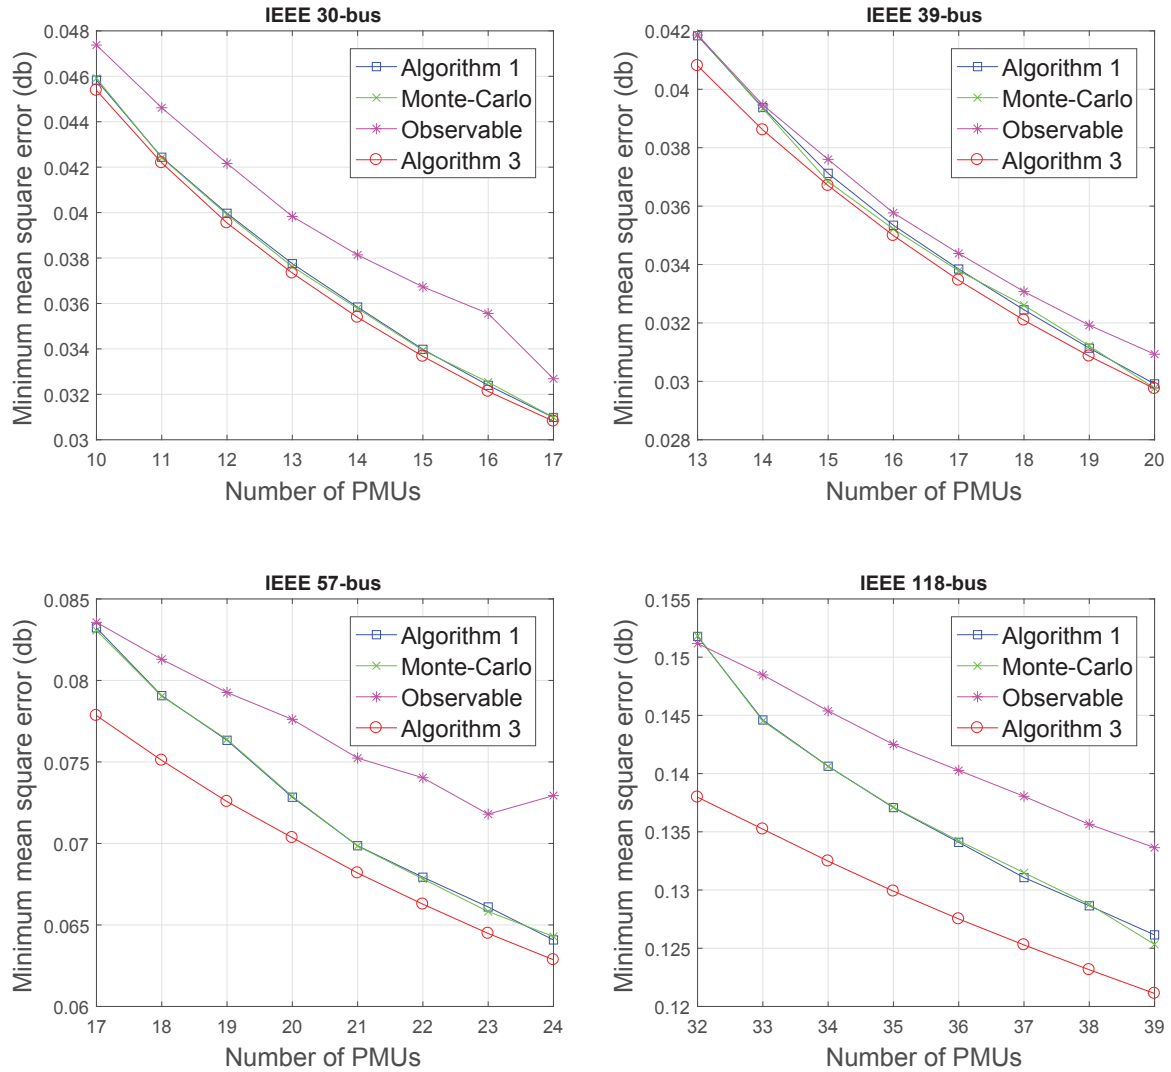 IEEE 30-bus
Minimum mean square error (db)
0.048
0.046
0.044
0.042
0.04
0.038
0.036
0.034
0.032
0.03
Algorithm 1
Monte-Carlo
Observable
Algorithm 3
10 11 12 13 14 15 16 17
Number of PMUs
IEEE 39-bus
Minimum mean square error (db)
0.042
0.04
0.038
0.036
0.034
0.032
0.03
0.028
Algorithm 1
Monte-Carlo
Observable
Algorithm 3
13 14 15 16 17 18 19 20
Number of PMUs
IEEE 57-bus
Minimum mean square error (db)
0.085
0.08
0.075
0.07
0.065
0.06
Algorithm 1
Monte-Carlo
Observable
Algorithm 3
17 18 19 20 21 22 23 24
Number of PMUs
IEEE 118-bus
Minimum mean square error (db)
0.155
0.15
0.145
0.14
0.135
0.13
0.125
0.12
Algorithm 1
Monte-Carlo
Observable
Algorithm 3
32 33 34 35 36 37 38 39
Number of PMUs